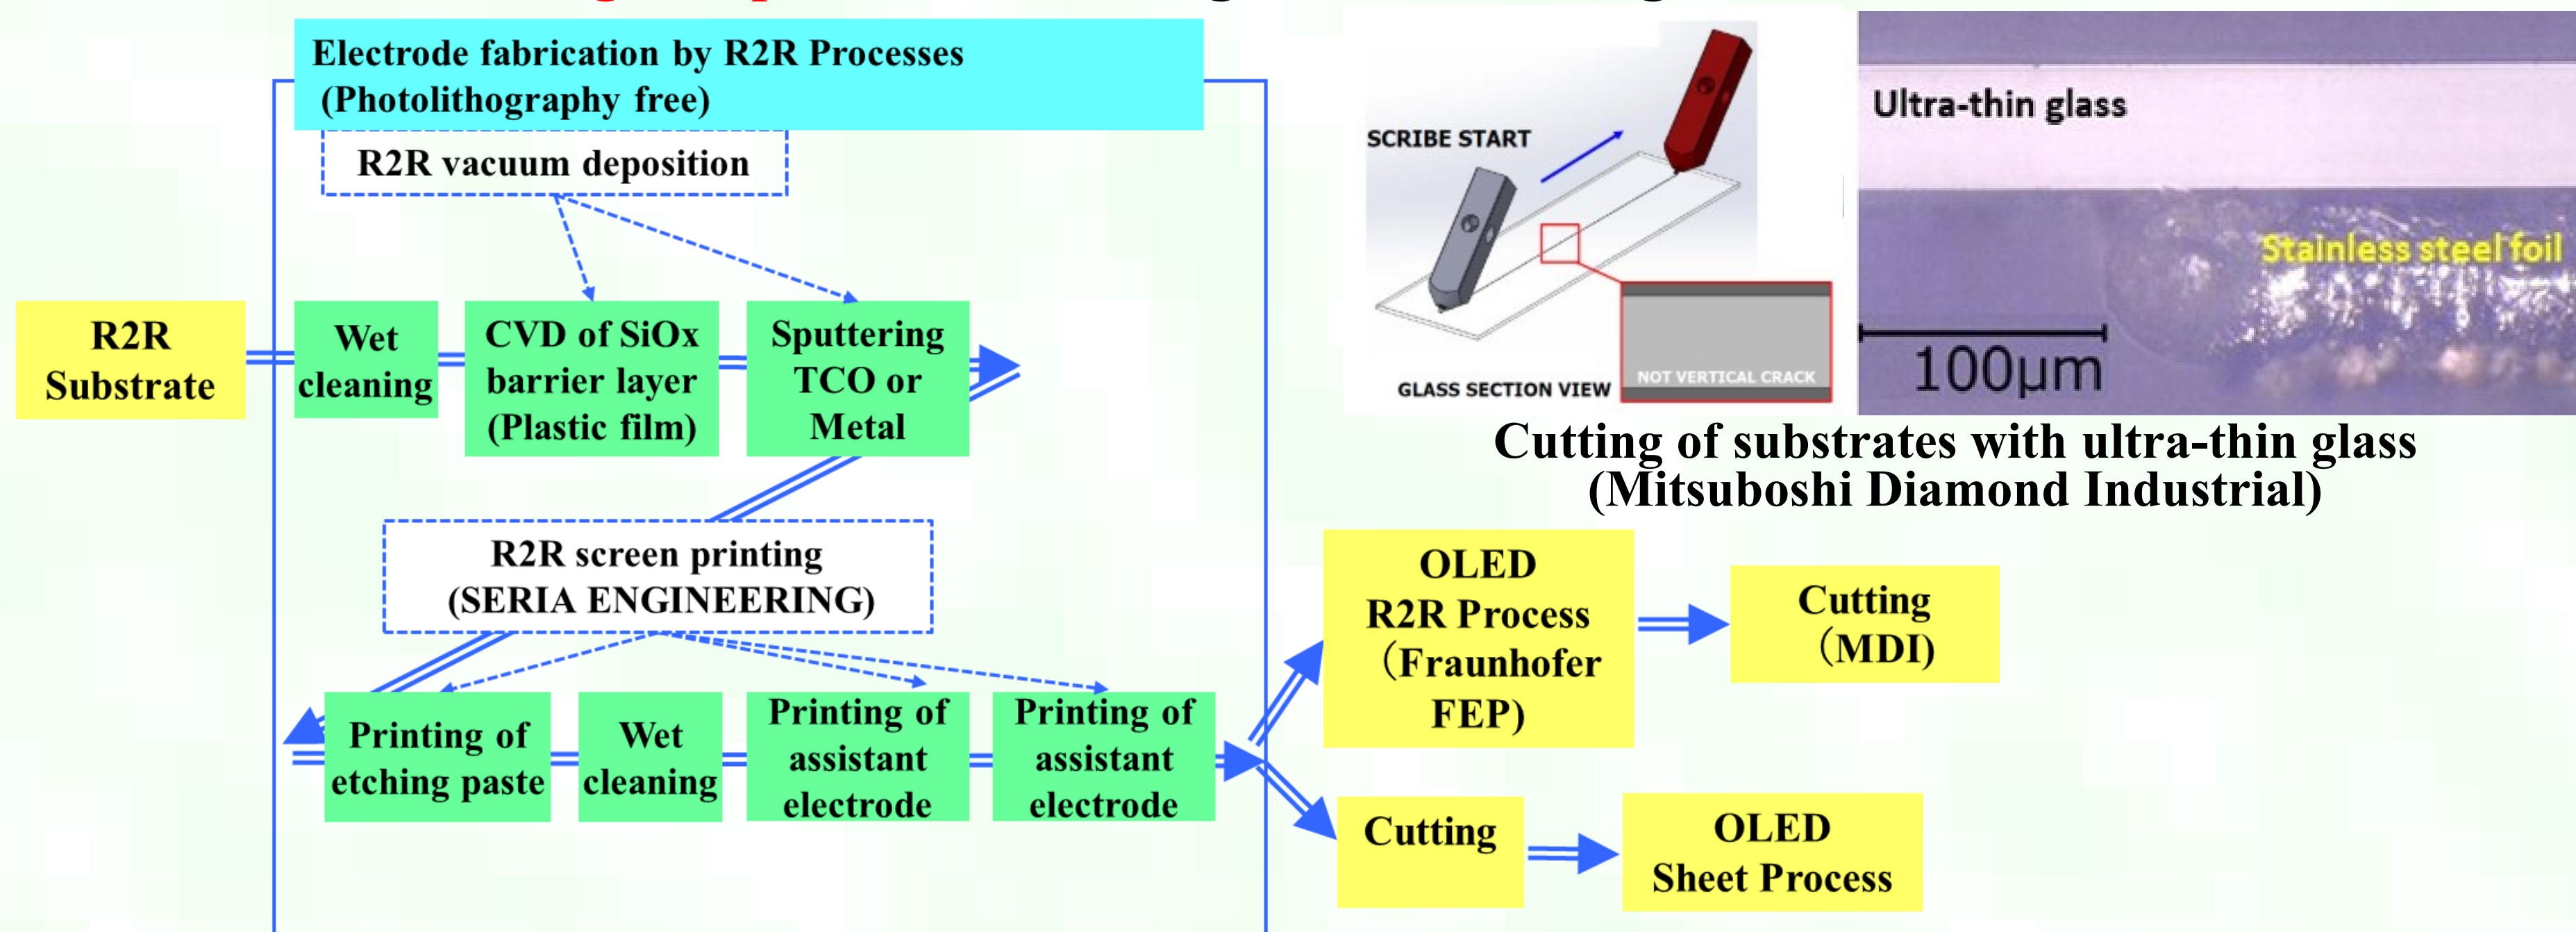 Electrode fabrication by R2R Processes
(Photolithography free)
R2R vacuum deposition
R2R
Substrate
Wet
cleaning
CVD of SiOx
barrier layer
(Plastic film)
Sputtering
TCO or
Metal
R2R screen printing
(SERIA ENGINEERING)
Printing of
etching paste
Wet
cleaning
Printing of
assistant
electrode
Printing of
assistant
electrode
SCRIBE START
GLASS SECTION VIEW
NOT VERTICAL CRACK
Ultra-thin glass
Stainless steel foil
100μm
Cutting of substrates with ultra-thin glass
(Mitsuboshi Diamond Industrial)
OLED
R2R Process
（Fraunhofer
FEP)
Cutting
（MDI)
Cutting
OLED
Sheet Process